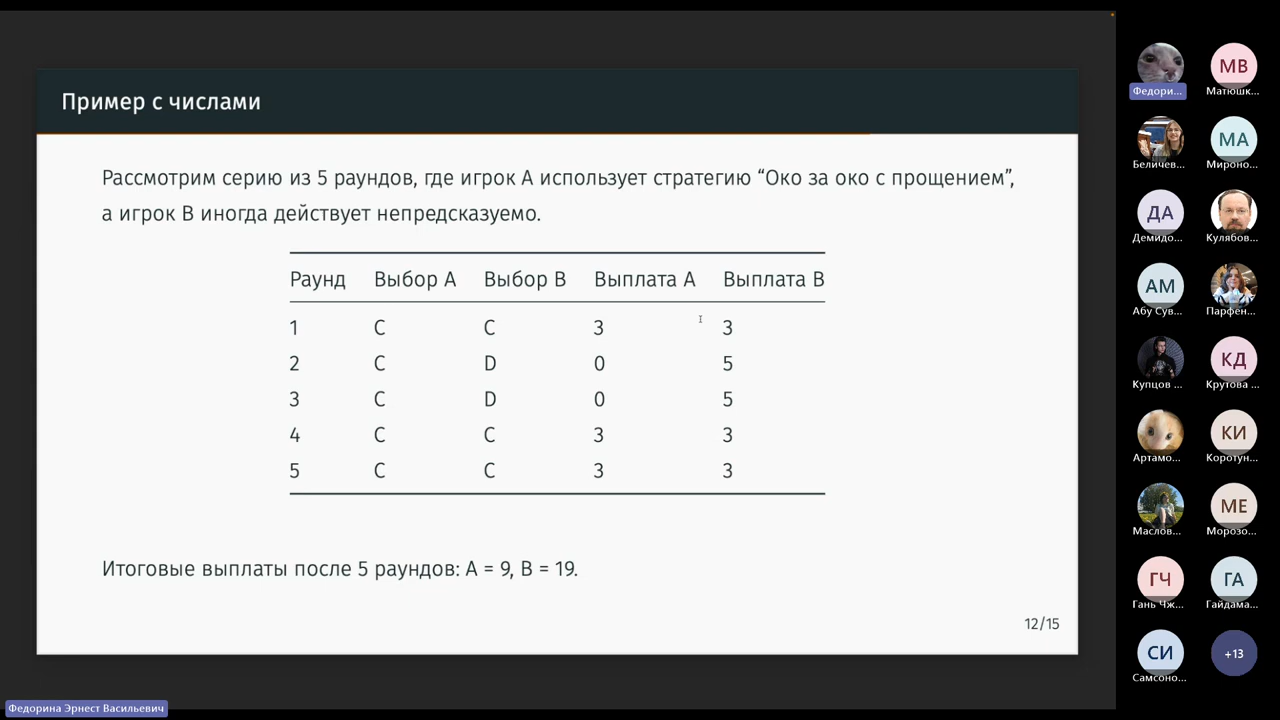 Пример с числами
Рассмотрим серию из 5 раундов, где игрок А использует стратегию “Око за око с прощением”,
а игрок В иногда действует непредсказуемо.
Раунд Выбор А Выбор В Выплата А Выплата В
1 C C 3 3
2 C D 0 5
3 C D 0 5
4 C C 3 3
5 C C 3 3
Итоговые выплаты после 5 раундов: А = 9, В = 19.
12/15
Федори...
МВ
Матюшк...
Беличев...
МА
Мироно...
ДА
Демидо...
Кулябов...
АМ
Абу Сув...
Парфён...
Купцов ...
КД
Крутова ...
Артамо...
КИ
Коротун...
Маслов...
МЕ
Морозо...
ГЧ
Гань Чж...
ГА
Гайдама...
СИ
Самсоно...
+13
Федорина Эрнест Васильевич